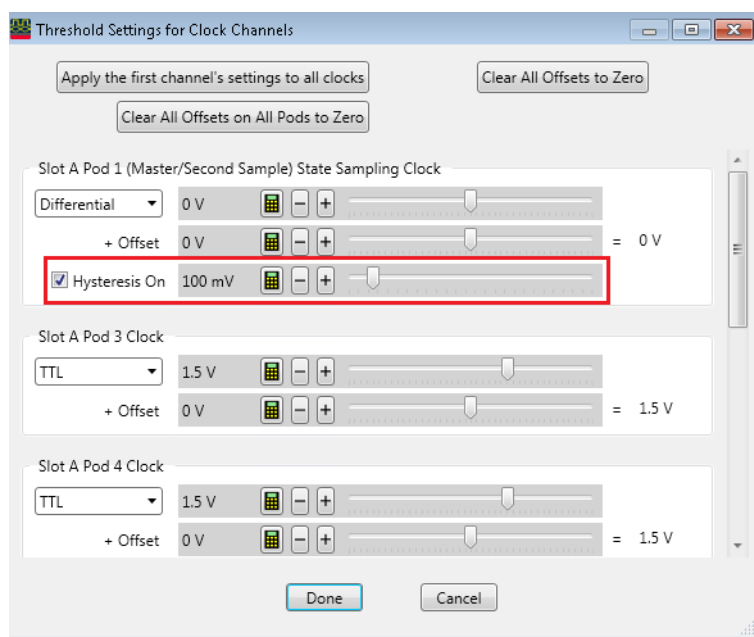 Threshold Settings for Clock Channels
Apply the first channel's settings to all clocks
Clear All Offsets to Zero
Clear All Offsets on All Pods to Zero
Slot A Pod 1 (Master/Second Sample) State Sampling Clock
Differential 0 V
+ Offset 0 V = 0 V
Hysteresis On 100 mV
Slot A Pod 3 Clock
TTL 1.5 V
+ Offset 0 V = 1.5 V
Slot A Pod 4 Clock
TTL 1.5 V
+ Offset 0 V = 1.5 V
Done Cancel